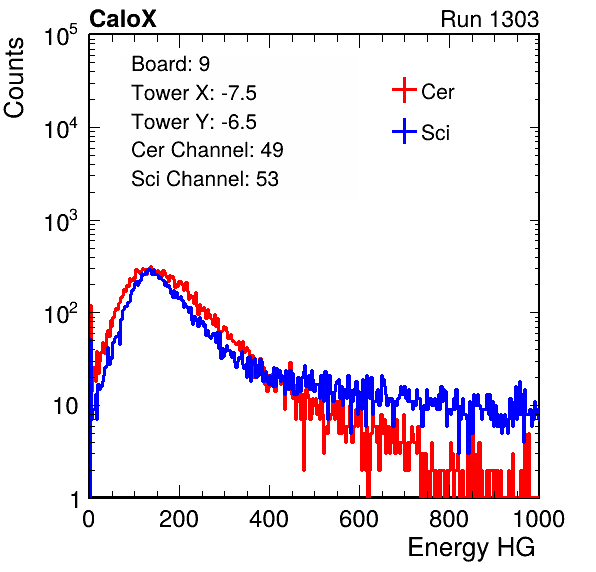 CaloX Run 1303
Counts
10^5
10^4
10^3
10^2
10
1
Board: 9
Tower X: -7.5
Tower Y: -6.5
Cer Channel: 49
Sci Channel: 53
Cer
Sci
0 200 400 600 800 1000
Energy HG